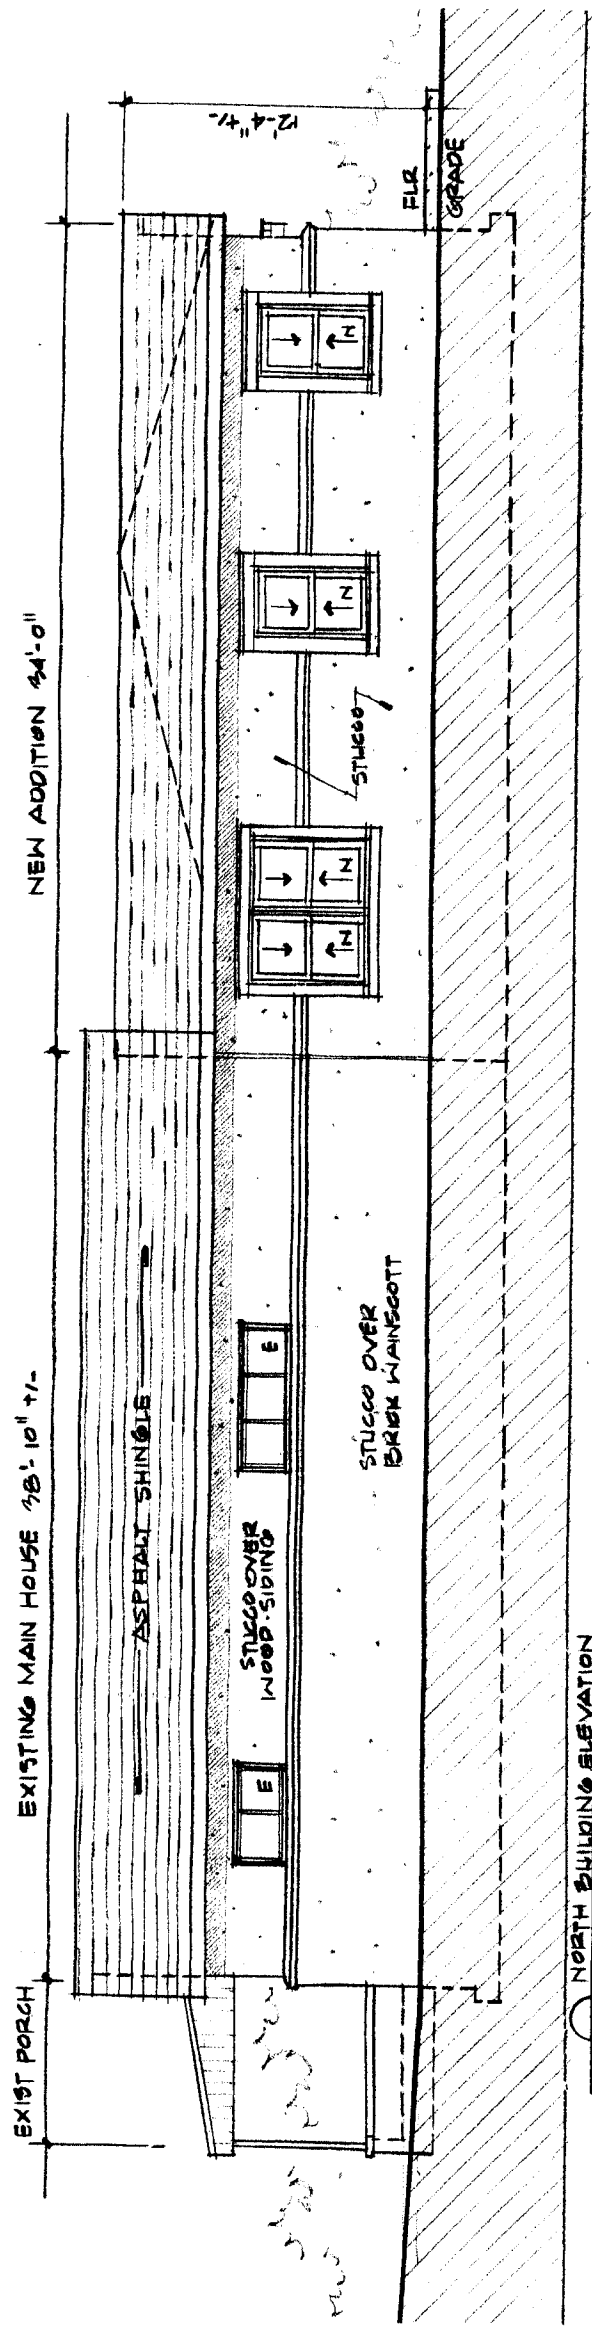 EXIST PORCH
EXISTING MAIN HOUSE 38'-10" +/-
NEW ADDITION 34'-0"
12'-4" +/-
ASPHALT SHINGLE
STUCCO OVER
WOOD SIDING
E
E
N
N
N
N
STUCCO
STUCCO OVER
BRICK WAINSCOTT
FLR
GRADE
NORTH BUILDING ELEVATION